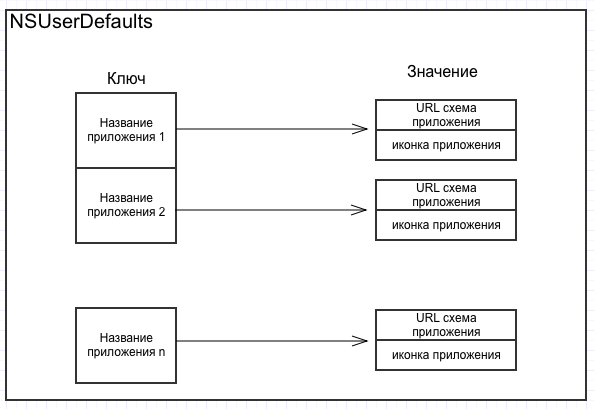 NSUserDefaults
Ключ
Значение
Название
приложения 1
URL схема
приложения
иконка приложения
Название
приложения 2
URL схема
приложения
иконка приложения
Название
приложения n
URL схема
приложения
иконка приложения